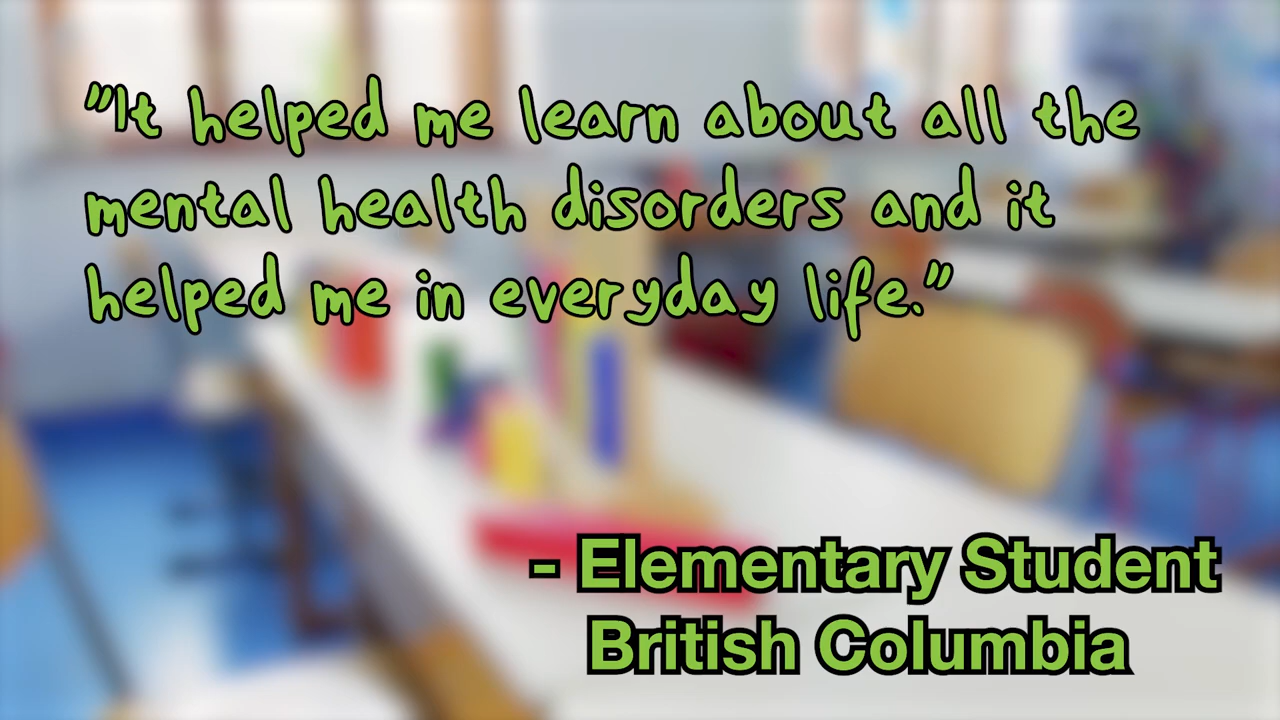 "It helped me learn about all the
mental health disorders and it
helped me in everyday life."
- Elementary Student
British Columbia